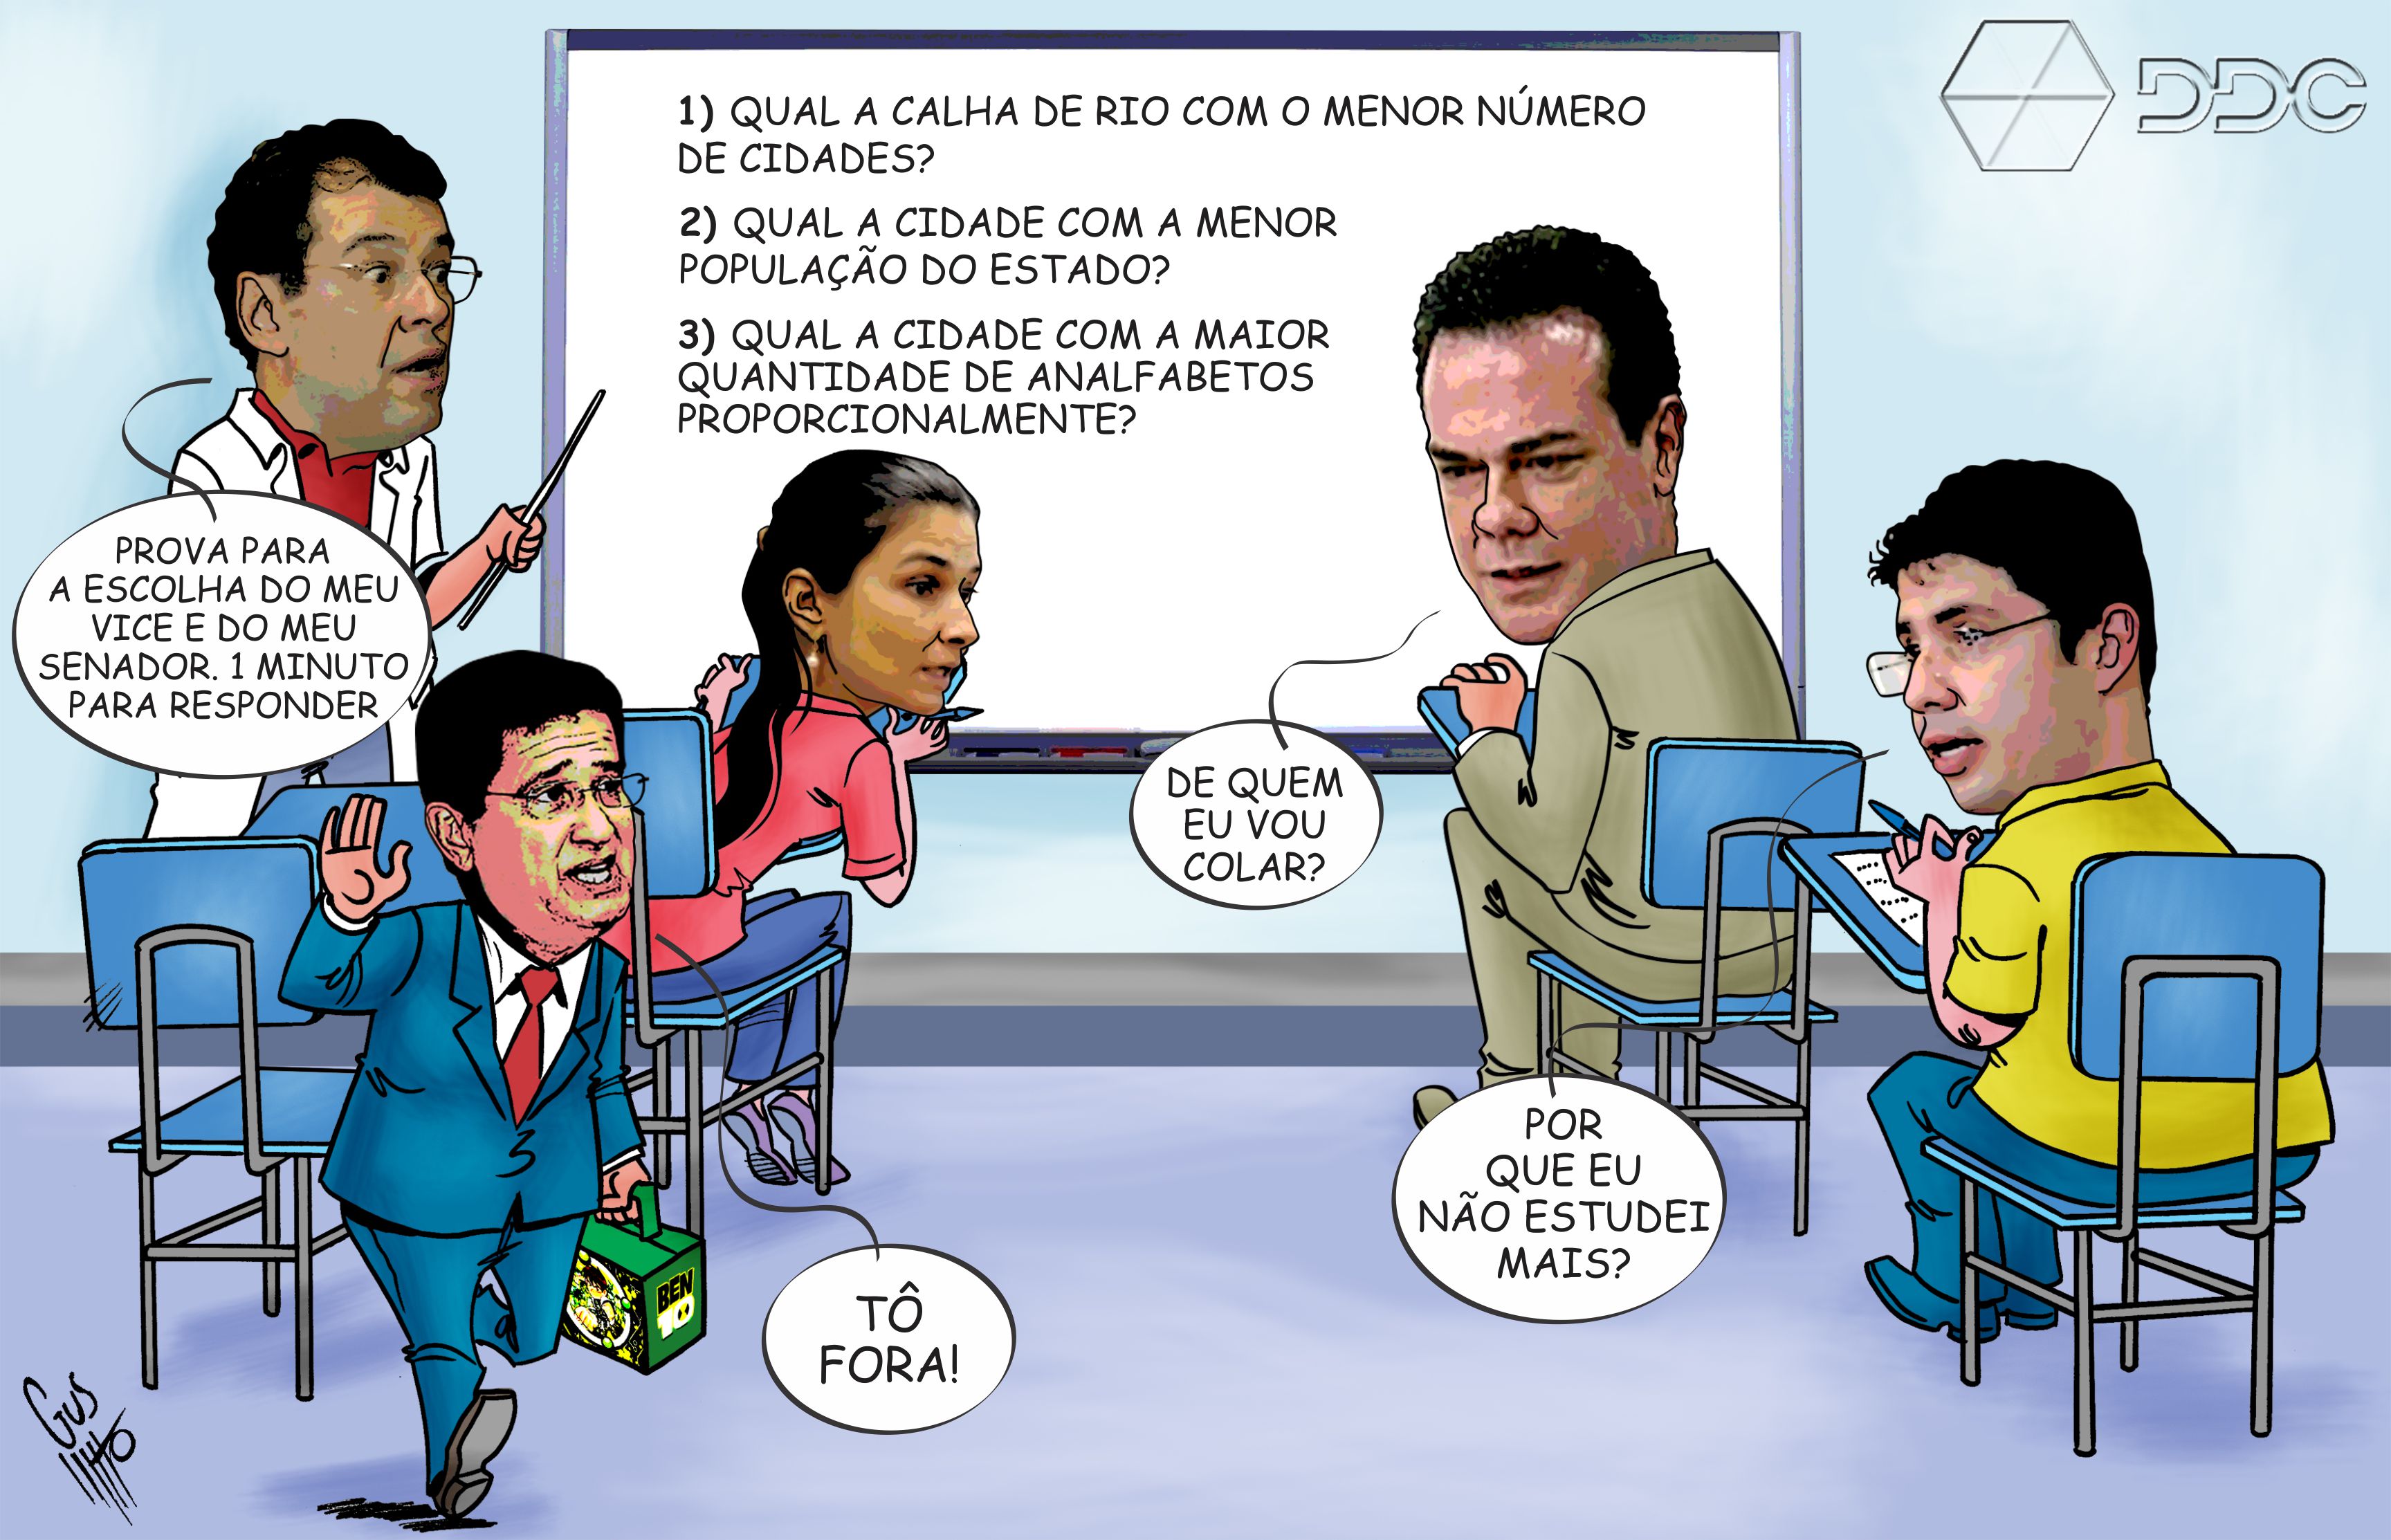 DDC
1) QUAL A CALHA DE RIO COM O MENOR NÚMERO
DE CIDADES?
2) QUAL A CIDADE COM A MENOR
POPULAÇÃO DO ESTADO?
3) QUAL A CIDADE COM A MAIOR
QUANTIDADE DE ANALFABETOS
PROPORCIONALMENTE?
PROVA PARA
A ESCOLHA DO MEU
VICE E DO MEU
SENADOR. 1 MINUTO
PARA RESPONDER
DE QUEM
EU VOU
COLAR?
POR
QUE EU
NÃO ESTUDEI
MAIS?
TÔ
FORA!
BEN
10
Gus